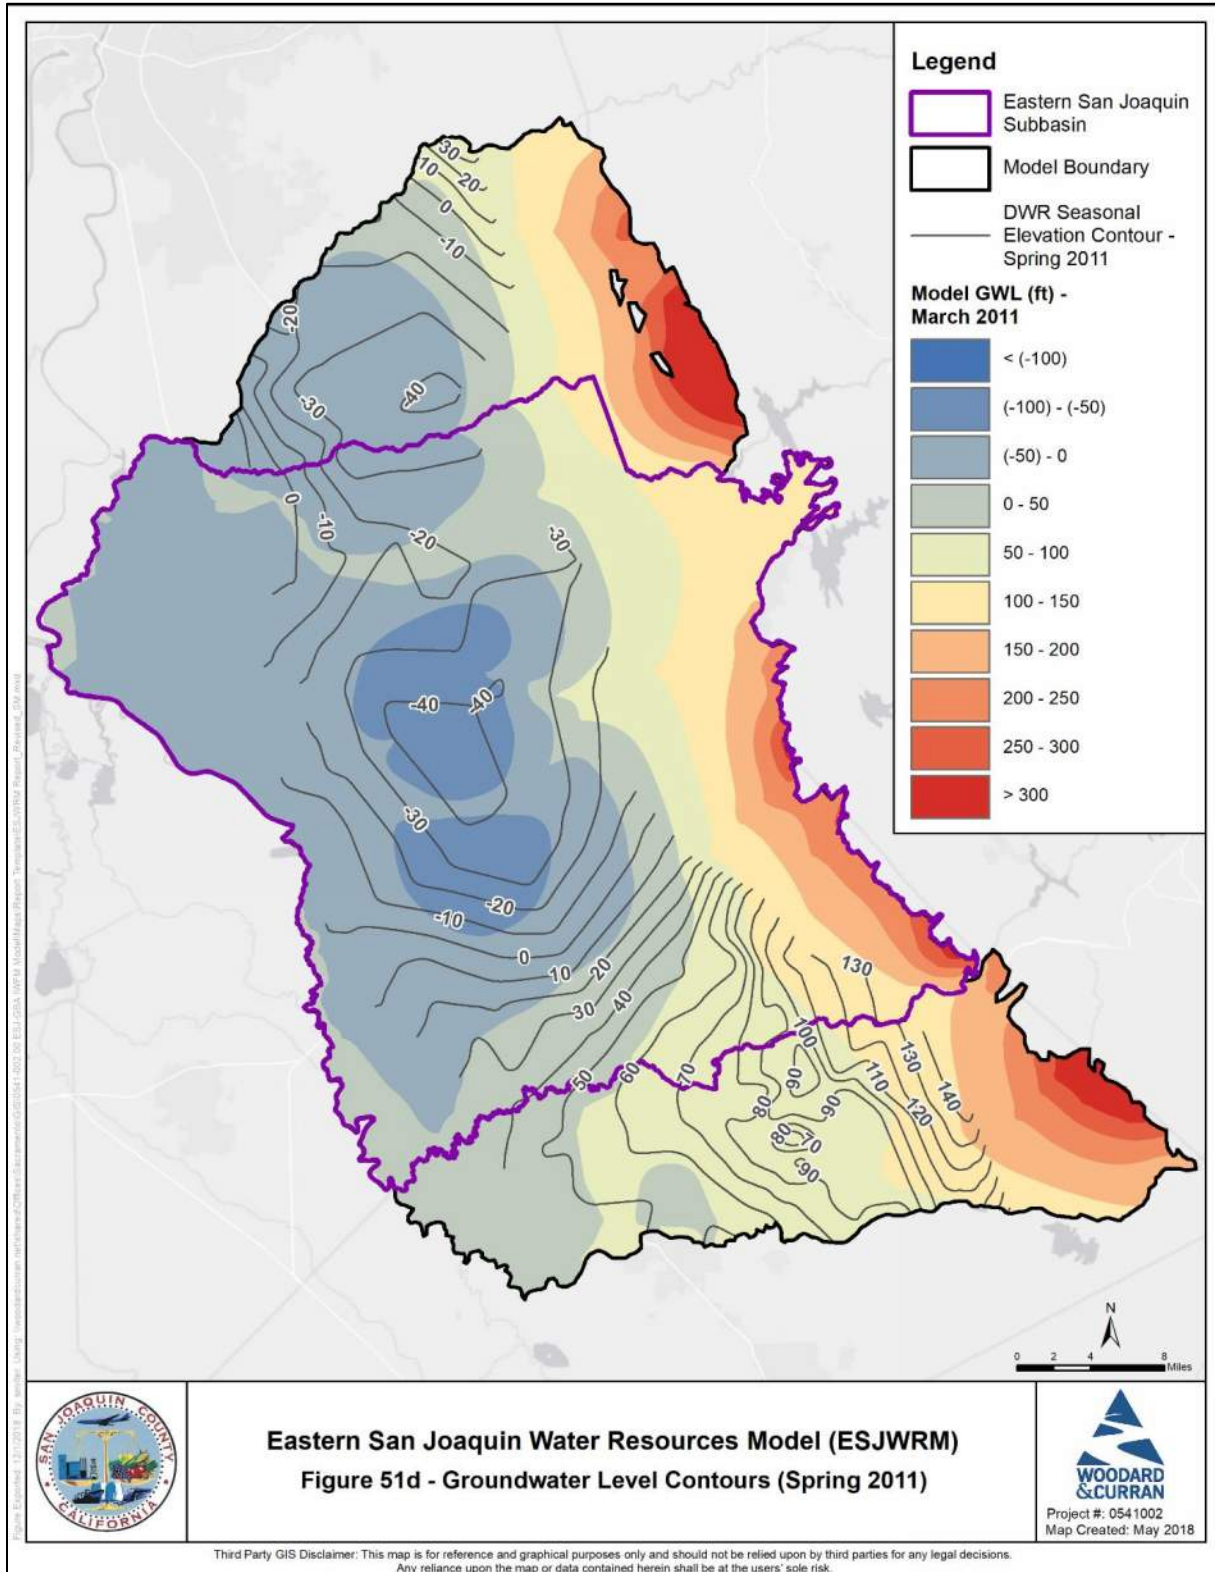 Legend
Eastern San Joaquin
Subbasin
Model Boundary
DWR Seasonal
Elevation Contour -
Spring 2011
Model GWL (ft) -
March 2011
< (-100)
(-100) - (-50)
(-50) - 0
0 - 50
50 - 100
100 - 150
150 - 200
200 - 250
250 - 300
> 300
30
10
20
0
-10
-20
-30
-40
0
-10
-20
-30
-40
-40
-30
-20
-10
0
10
20
30
40
130
50
60
70
100
90
80
90
80
70
90
110
120
130
140
N
0 2 4 8
Miles
SAN JOAQUIN COUNTY
CALIFORNIA
Eastern San Joaquin Water Resources Model (ESJWRM)
Figure 51d - Groundwater Level Contours (Spring 2011)
WOODARD
&CURRAN
Project #: 0541002
Map Created: May 2018
Third Party GIS Disclaimer: This map is for reference and graphical purposes only and should not be relied upon by third parties for any legal decisions.
Any reliance upon the map or data contained herein shall be at the users' sole risk.